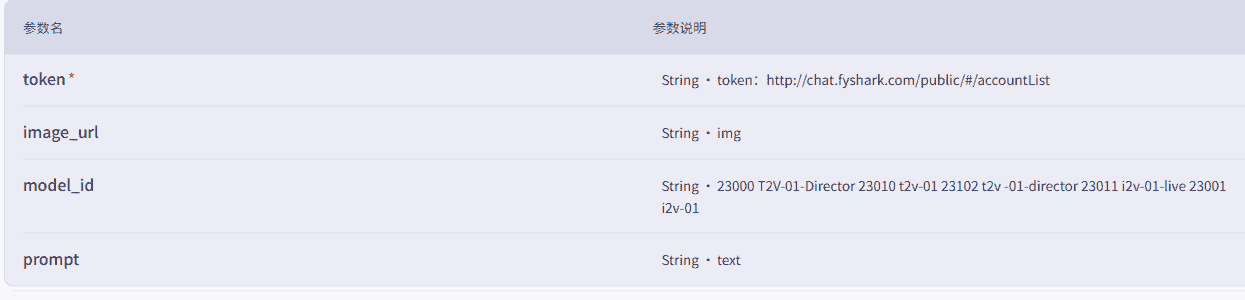 参数名 参数说明
token * String • token：http://chat.fyshark.com/public/#/accountList
image_url String • img
model_id String • 23000 T2V-01-Director 23010 t2v-01 23102 t2v -01-director 23011 i2v-01-live 23001
i2v-01
prompt String • text